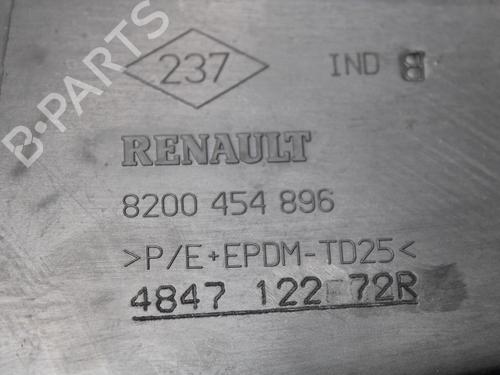 B-PARTS
237
IND B
RENAULT
8200 454 896
>P/E+EPDM-TD25<
4847 122 72R